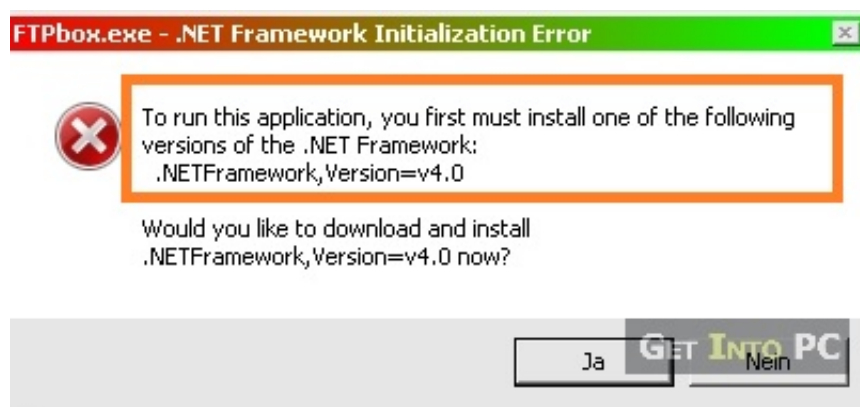 FTPbox.exe - .NET Framework Initialization Error
To run this application, you first must install one of the following
versions of the .NET Framework:
.NETFramework,Version=v4.0
Would you like to download and install
.NETFramework,Version=v4.0 now?
Ja
Nein
GET INTO PC